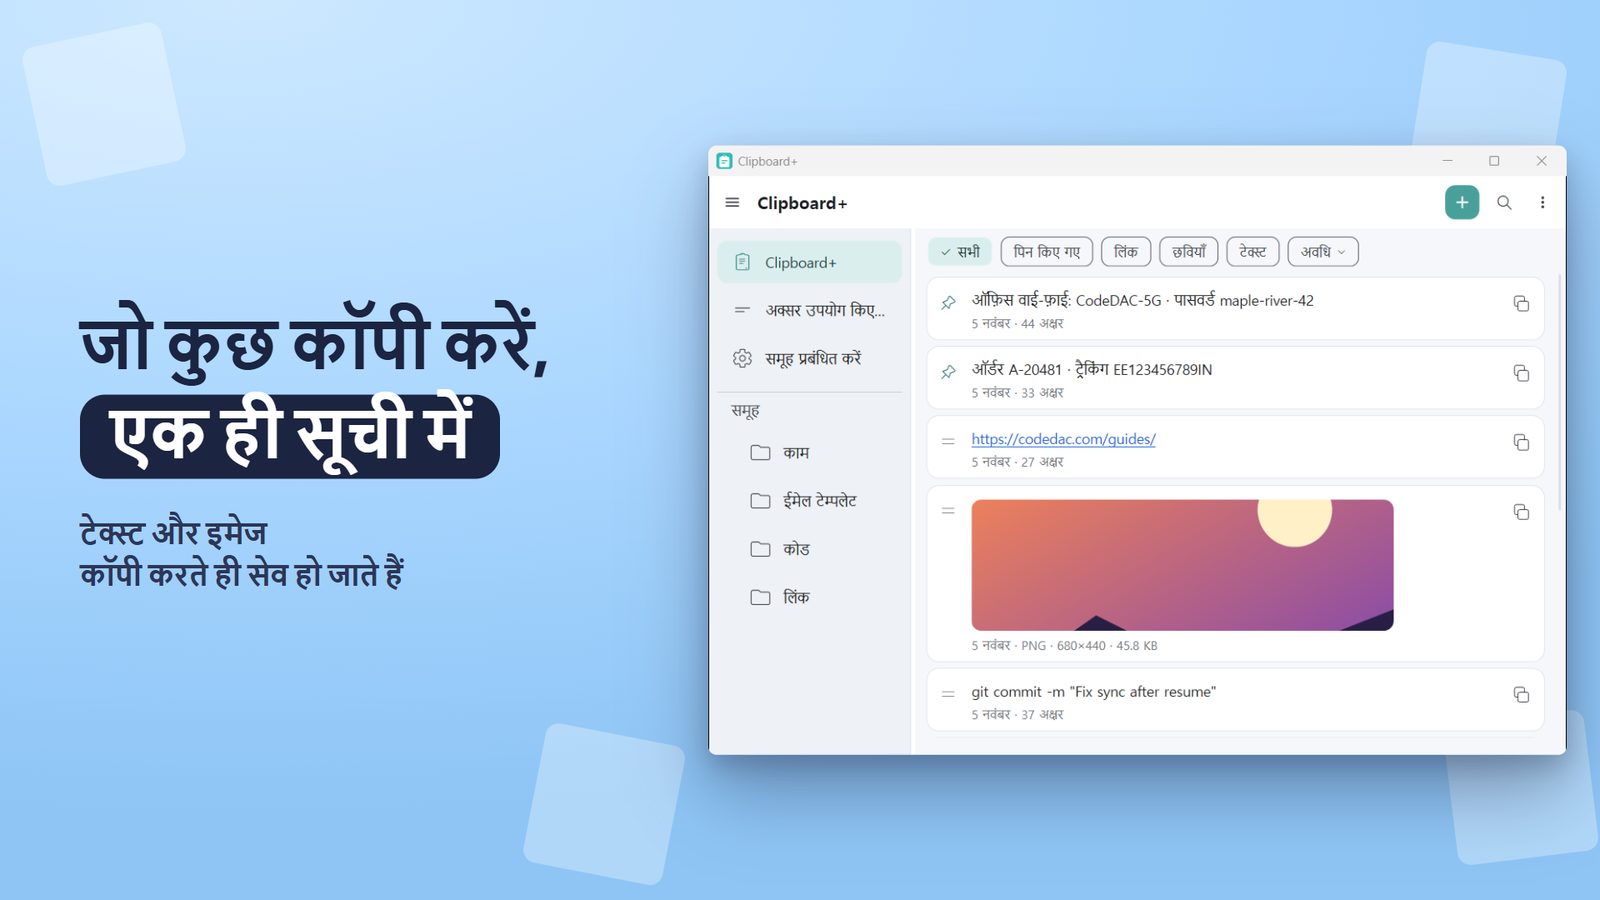 जो कुछ कॉपी करें,
एक ही सूची में
टेक्स्ट और इमेज
कॉपी करते ही सेव हो जाते हैं
Clipboard+
Clipboard+
Clipboard+
अक्सर उपयोग किए...
समूह प्रबंधित करें
समूह
काम
ईमेल टेम्पलेट
कोड
लिंक
सभी पिन किए गए लिंक छवियाँ टेक्स्ट अवधि
ऑफ़िस वाई-फ़ाई: CodeDAC-5G · पासवर्ड maple-river-42
5 नवंबर · 44 अक्षर
ऑर्डर A-20481 · ट्रैकिंग EE123456789IN
5 नवंबर · 33 अक्षर
https://codedac.com/guides/
5 नवंबर · 27 अक्षर
5 नवंबर · PNG · 680×440 · 45.8 KB
git commit -m "Fix sync after resume"
5 नवंबर · 37 अक्षर